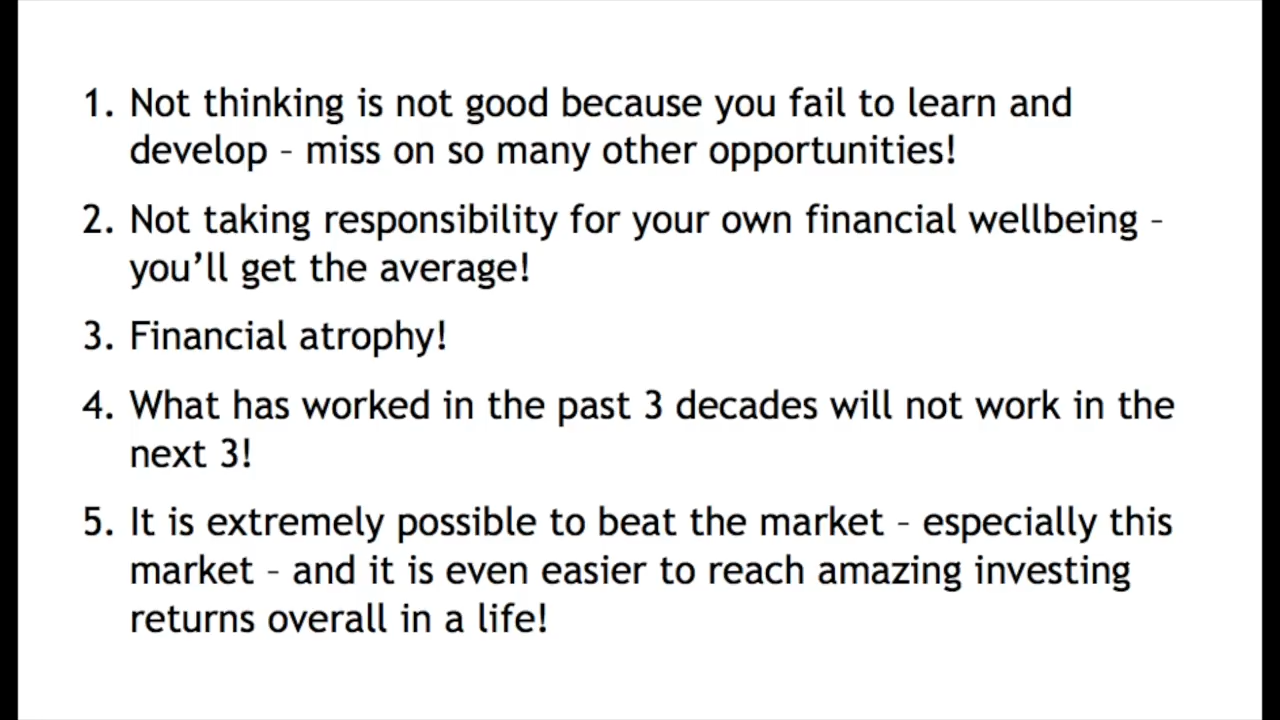 1. Not thinking is not good because you fail to learn and
develop – miss on so many other opportunities!
2. Not taking responsibility for your own financial wellbeing –
you’ll get the average!
3. Financial atrophy!
4. What has worked in the past 3 decades will not work in the
next 3!
5. It is extremely possible to beat the market – especially this
market – and it is even easier to reach amazing investing
returns overall in a life!